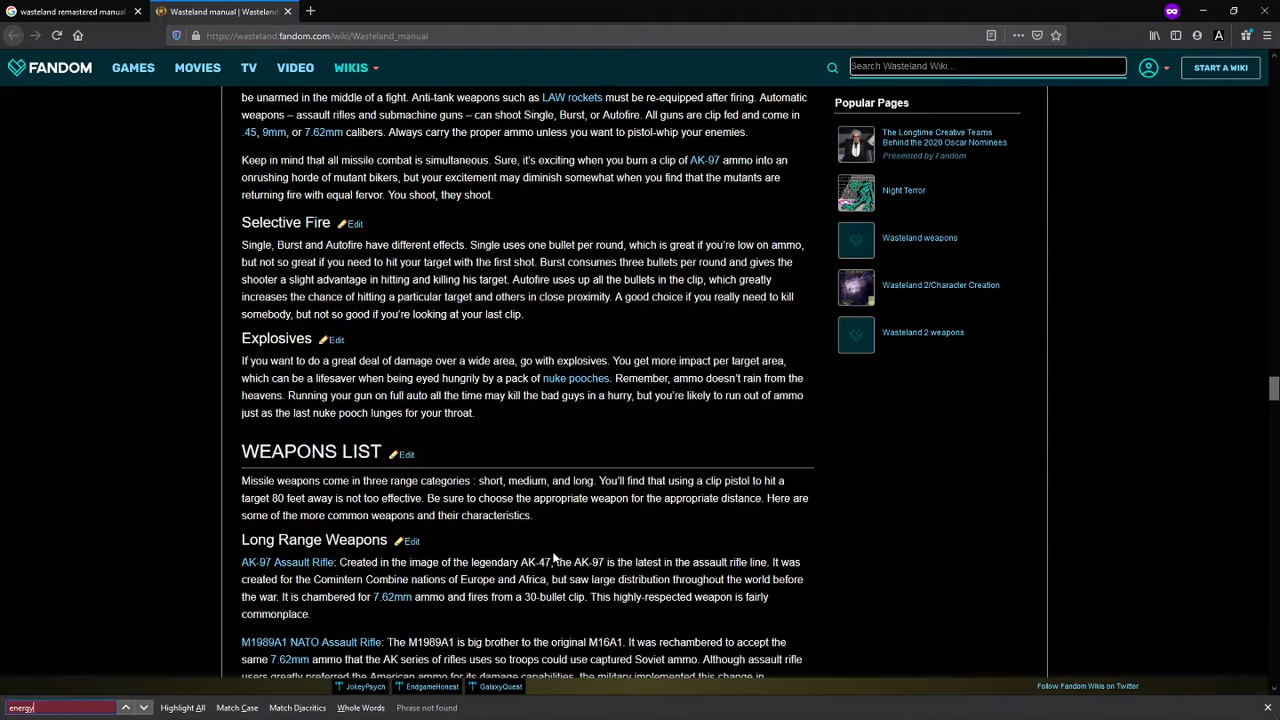 wasteland remastered manual
Wasteland manual | Wasteland
https://wasteland.fandom.com/wiki/Wasteland_manual
FANDOM
GAMES
MOVIES
TV
VIDEO
WIKIS
Search Wasteland Wiki...
START A WIKI
be unarmed in the middle of a fight. Anti-tank weapons such as LAW rockets must be re-equipped after firing. Automatic
weapons – assault rifles and submachine guns – can shoot Single, Burst, or Autofire. All guns are clip fed and come in
.45, 9mm, or 7.62mm calibers. Always carry the proper ammo unless you want to pistol-whip your enemies.
Keep in mind that all missile combat is simultaneous. Sure, it's exciting when you burn a clip of AK-97 ammo into an
onrushing horde of mutant bikers, but your excitement may diminish somewhat when you find that the mutants are
returning fire with equal fervor. You shoot, they shoot.
Selective Fire Edit
Single, Burst and Autofire have different effects. Single uses one bullet per round, which is great if you're low on ammo,
but not so great if you need to hit your target with the first shot. Burst consumes three bullets per round and gives the
shooter a slight advantage in hitting and killing his target. Autofire uses up all the bullets in the clip, which greatly
increases the chance of hitting a particular target and others in close proximity. A good choice if you really need to kill
somebody, but not so good if you're looking at your last clip.
Explosives Edit
If you want to do a great deal of damage over a wide area, go with explosives. You get more impact per target area,
which can be a lifesaver when being eyed hungrily by a pack of nuke pooches. Remember, ammo doesn't rain from the
heavens. Running your gun on full auto all the time may kill the bad guys in a hurry, but you're likely to run out of ammo
just as the last nuke pooch lunges for your throat.
WEAPONS LIST Edit
Missile weapons come in three range categories : short, medium, and long. You'll find that using a clip pistol to hit a
target 80 feet away is not too effective. Be sure to choose the appropriate weapon for the appropriate distance. Here are
some of the more common weapons and their characteristics.
Long Range Weapons Edit
AK-97 Assault Rifle: Created in the image of the legendary AK-47, the AK-97 is the latest in the assault rifle line. It was
created for the Comintern Combine nations of Europe and Africa, but saw large distribution throughout the world before
the war. It is chambered for 7.62mm ammo and fires from a 30-bullet clip. This highly-respected weapon is fairly
commonplace.
M1989A1 NATO Assault Rifle: The M1989A1 is big brother to the original M16A1. It was rechambered to accept the
same 7.62mm ammo that the AK series of rifles uses so troops could use captured Soviet ammo. Although assault rifle
users greatly preferred the American ammo for its damage capabilities, the military implemented this change in
Popular Pages
The Longtime Creative Teams
Behind the 2020 Oscar Nominees
Presented by Fandom
Night Terror
Wasteland weapons
Wasteland 2/Character Creation
Wasteland 2 weapons
JokeyPsych
EndgameHonest
GalaxyQuest
Follow Fandom Wikis on Twitter
energy
Highlight All
Match Case
Match Diacritics
Whole Words
Phrase not found